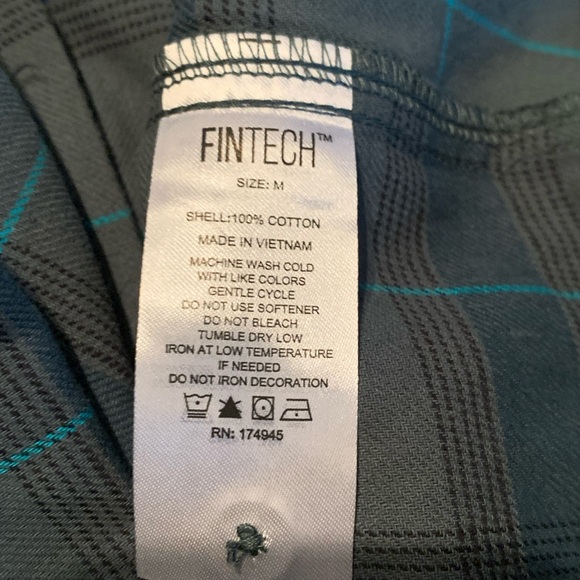 FINTECH™
SIZE: M
SHELL:100% COTTON
MADE IN VIETNAM
MACHINE WASH COLD
WITH LIKE COLORS
GENTLE CYCLE
DO NOT USE SOFTENER
DO NOT BLEACH
TUMBLE DRY LOW
IRON AT LOW TEMPERATURE
IF NEEDED
DO NOT IRON DECORATION
RN: 174945